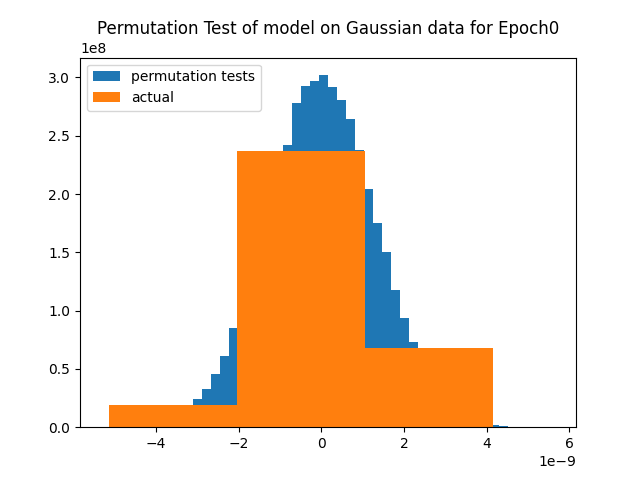 Permutation Test of model on Gaussian data for Epoch0
1e8
permutation tests
actual
3.0
2.5
2.0
1.5
1.0
0.5
0.0
−4 −2 0 2 4 6
1e−9